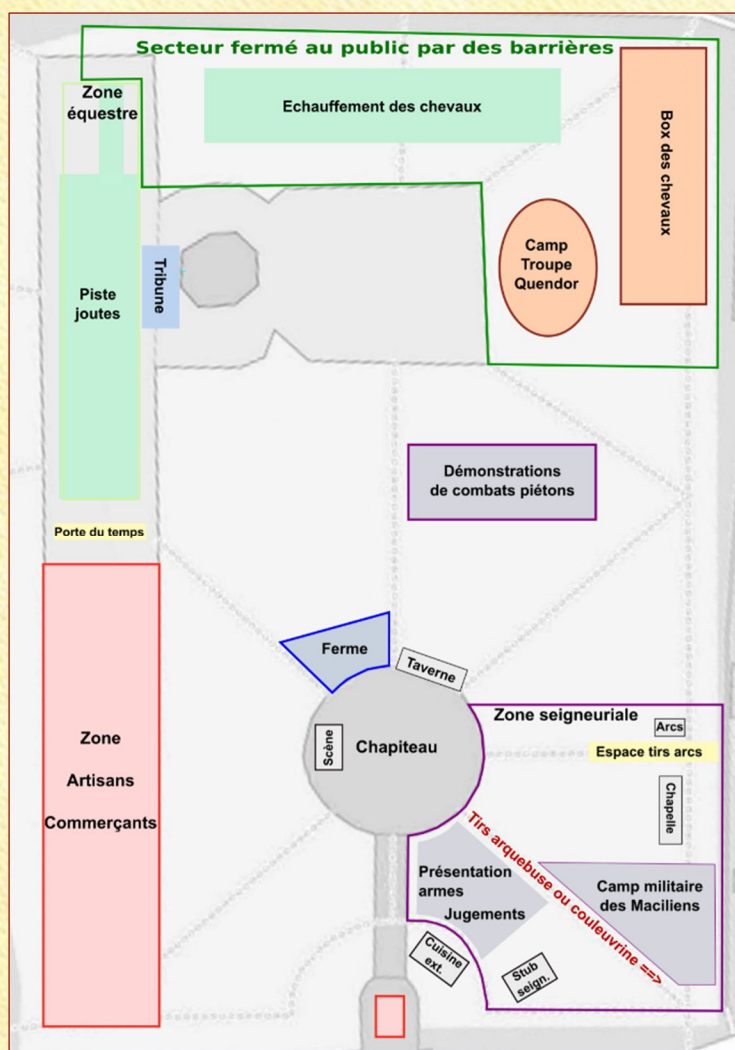 Secteur fermé au public par des barrières
Zone
équestre
Echauffement des chevaux
Box des chevaux
Camp
Troupe
Quendor
Tribune
Piste
joutes
Démonstrations
de combats piétons
Porte du temps
Ferme
Taverne
Zone seigneuriale
Arcs
Espace tirs arcs
Scène
Chapiteau
Zone
Artisans
Commerçants
Chapelle
Tirs arquebuse ou couleuvrine ==>
Présentation
armes
Jugements
Camp militaire
des Maciliens
Cuisine
ext.
Stub
seign.